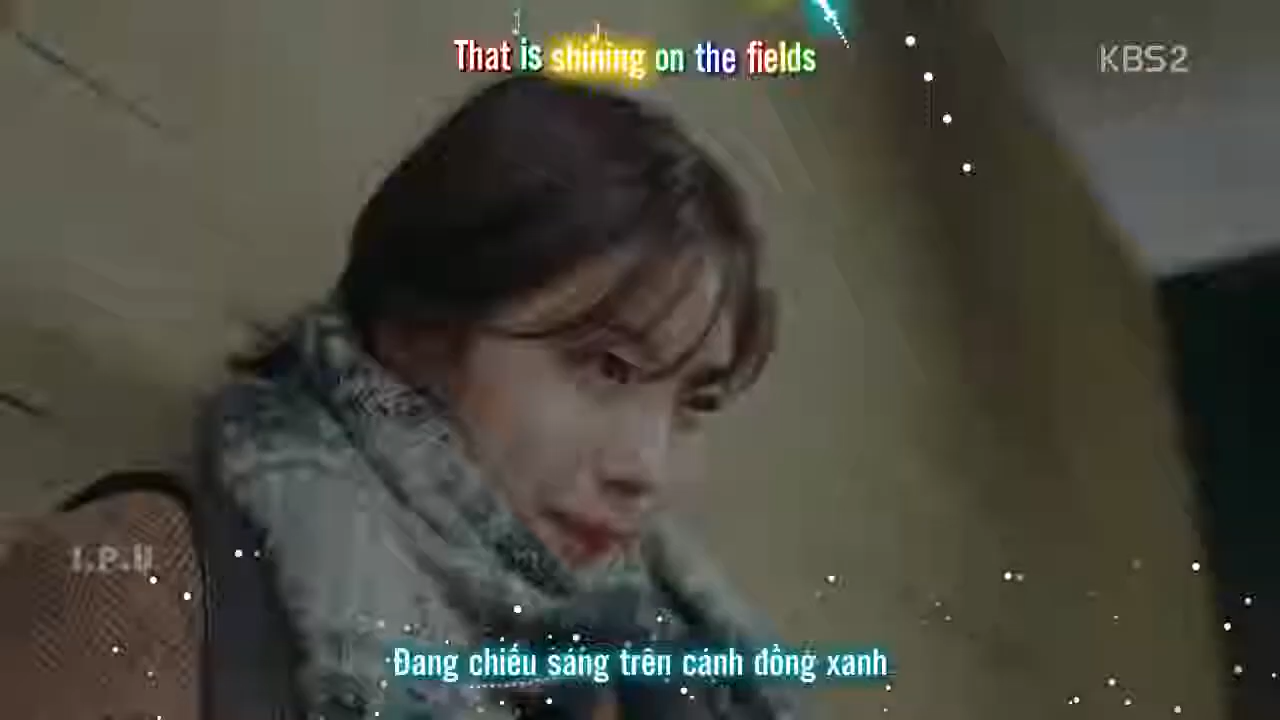 That is shining on the fields
KBS2
I.P.U
Đang chiếu sáng trên cánh đồng xanh